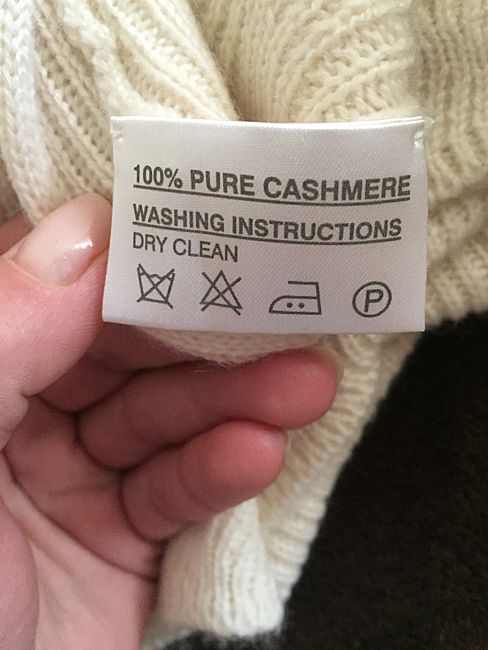 100% PURE CASHMERE
WASHING INSTRUCTIONS
DRY CLEAN
P